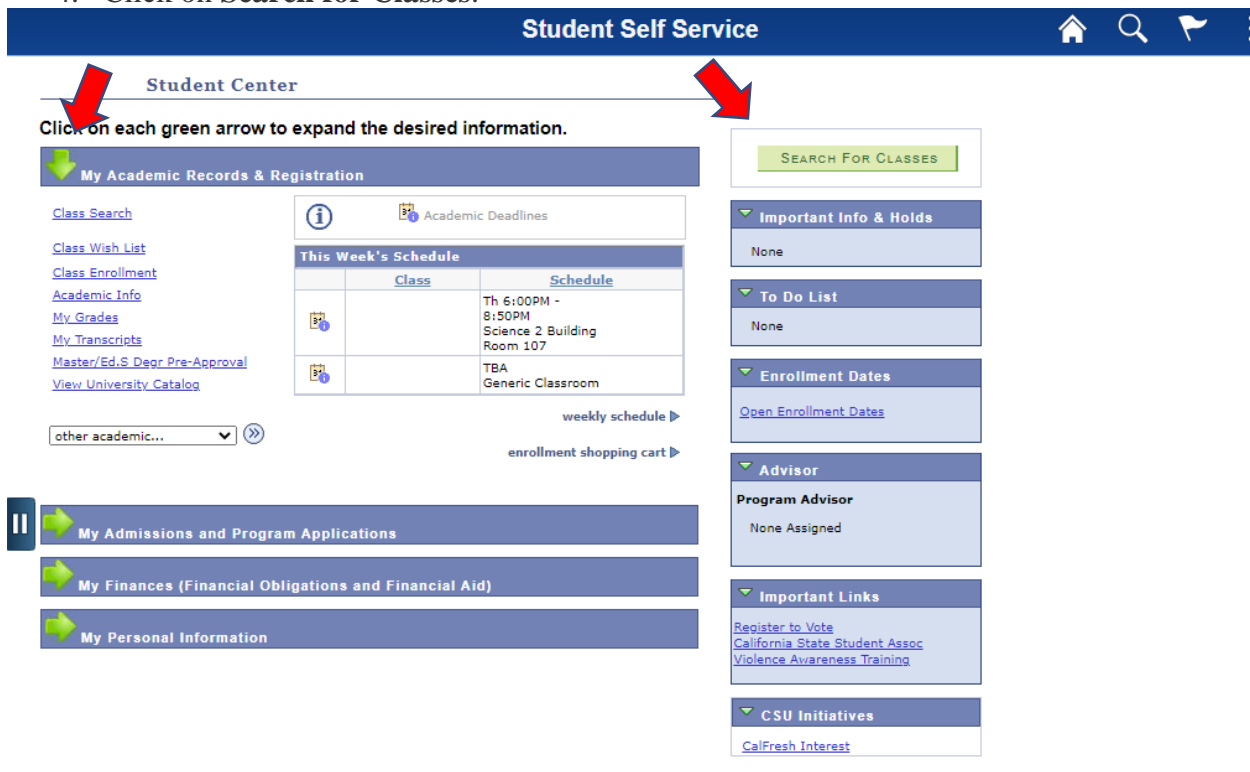 4. Click on Search for Classes.
Student Self Service
Student Center
Click on each green arrow to expand the desired information.
My Academic Records & Registration
Class Search
Class Wish List
Class Enrollment
Academic Info
My Grades
My Transcripts
Master/Ed.S Degr Pre-Approval
View University Catalog
other academic...
Academic Deadlines
This Week's Schedule
Class Schedule
Th 6:00PM -
8:50PM
Science 2 Building
Room 107
TBA
Generic Classroom
weekly schedule
enrollment shopping cart
My Admissions and Program Applications
My Finances (Financial Obligations and Financial Aid)
My Personal Information
SEARCH FOR CLASSES
Important Info & Holds
None
To Do List
None
Enrollment Dates
Open Enrollment Dates
Advisor
Program Advisor
None Assigned
Important Links
Register to Vote
California State Student Assoc
Violence Awareness Training
CSU Initiatives
CalFresh Interest